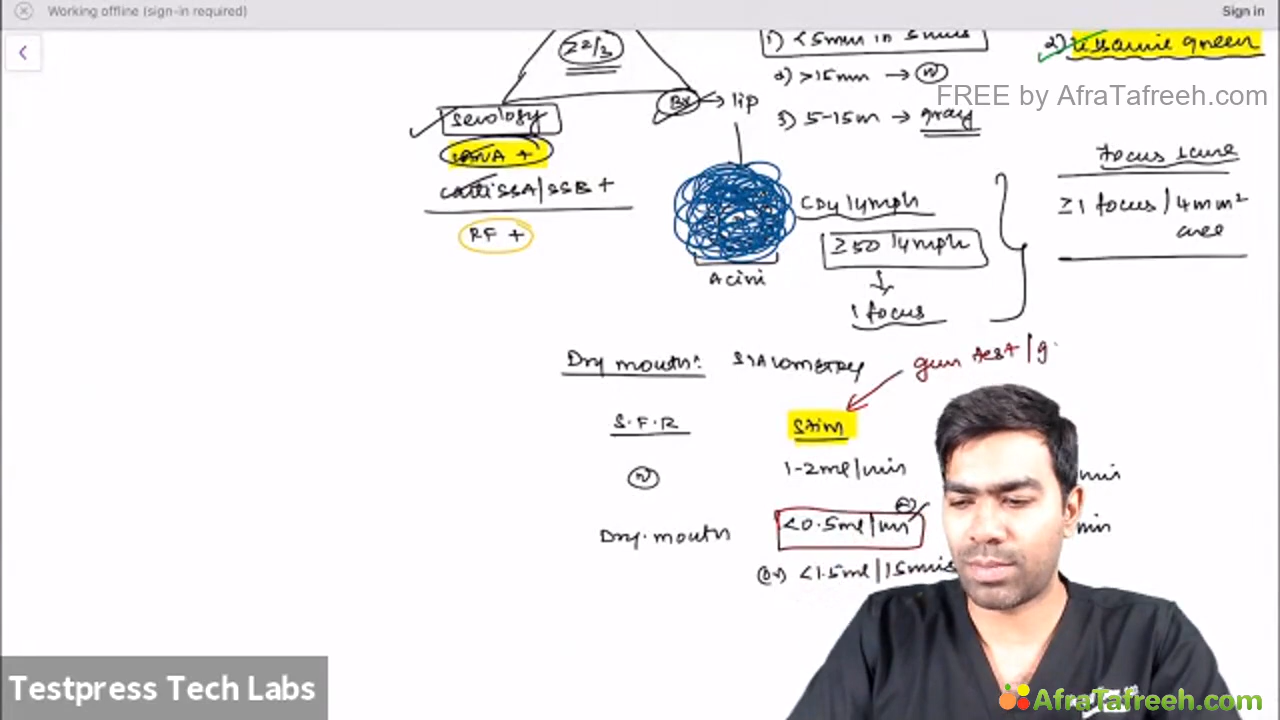 Working offline (sign-in required)
Sign in
≥2/3
1) <5mm in 5mins
2) >15mm → N
3) 5-15m → gray
2) Lissamine green
FREE by AfraTafreeh.com
Bx → lip
serology
ANA +
anti SSA/SSB +
RF +
Acini
CD4 lymph
≥50 lymph
1 focus
focus score
≥1 focus / 4mm²
area
Dry mouth: SIALOMETRY
gum test / g
S.F.R
Stim
N
1-2ml/min
min
Dry mouth
<0.5ml/min
min
(or) <1.5ml/15mins
Testpress Tech Labs
AfraTafreeh.com